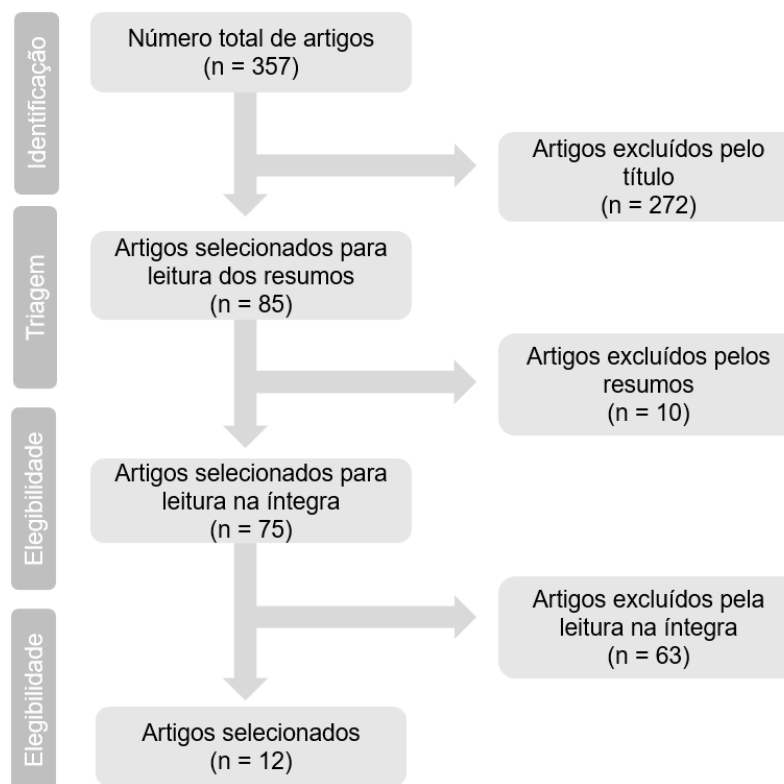 Identificação
Número total de artigos
(n = 357)
Artigos excluídos pelo
título
(n = 272)
Triagem
Artigos selecionados para
leitura dos resumos
(n = 85)
Artigos excluídos pelos
resumos
(n = 10)
Elegibilidade
Artigos selecionados para
leitura na íntegra
(n = 75)
Artigos excluídos pela
leitura na íntegra
(n = 63)
Elegibilidade
Artigos selecionados
(n = 12)